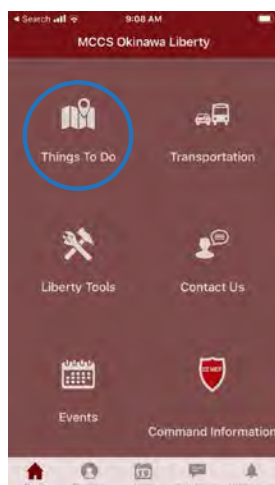 Search 9:08 AM
MCCS Okinawa Liberty
Things To Do Transportation
Liberty Tools Contact Us
Events Command Information